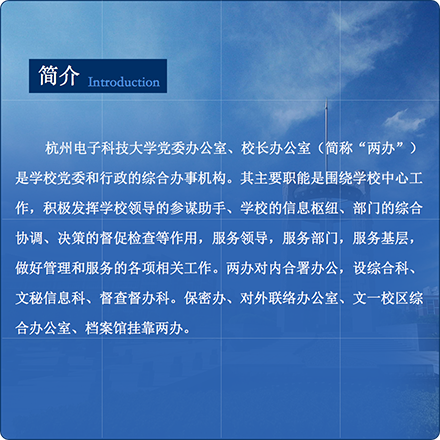 简介 Introduction
杭州电子科技大学党委办公室、校长办公室（简称“两办”）
是学校党委和行政的综合办事机构。其主要职能是围绕学校中心工
作，积极发挥学校领导的参谋助手、学校的信息枢纽、部门的综合
协调、决策的督促检查等作用，服务领导，服务部门，服务基层，
做好管理和服务的各项相关工作。两办对内合署办公，设综合科、
文秘信息科、督查督办科。保密办、对外联络办公室、文一校区综
合办公室、档案馆挂靠两办。